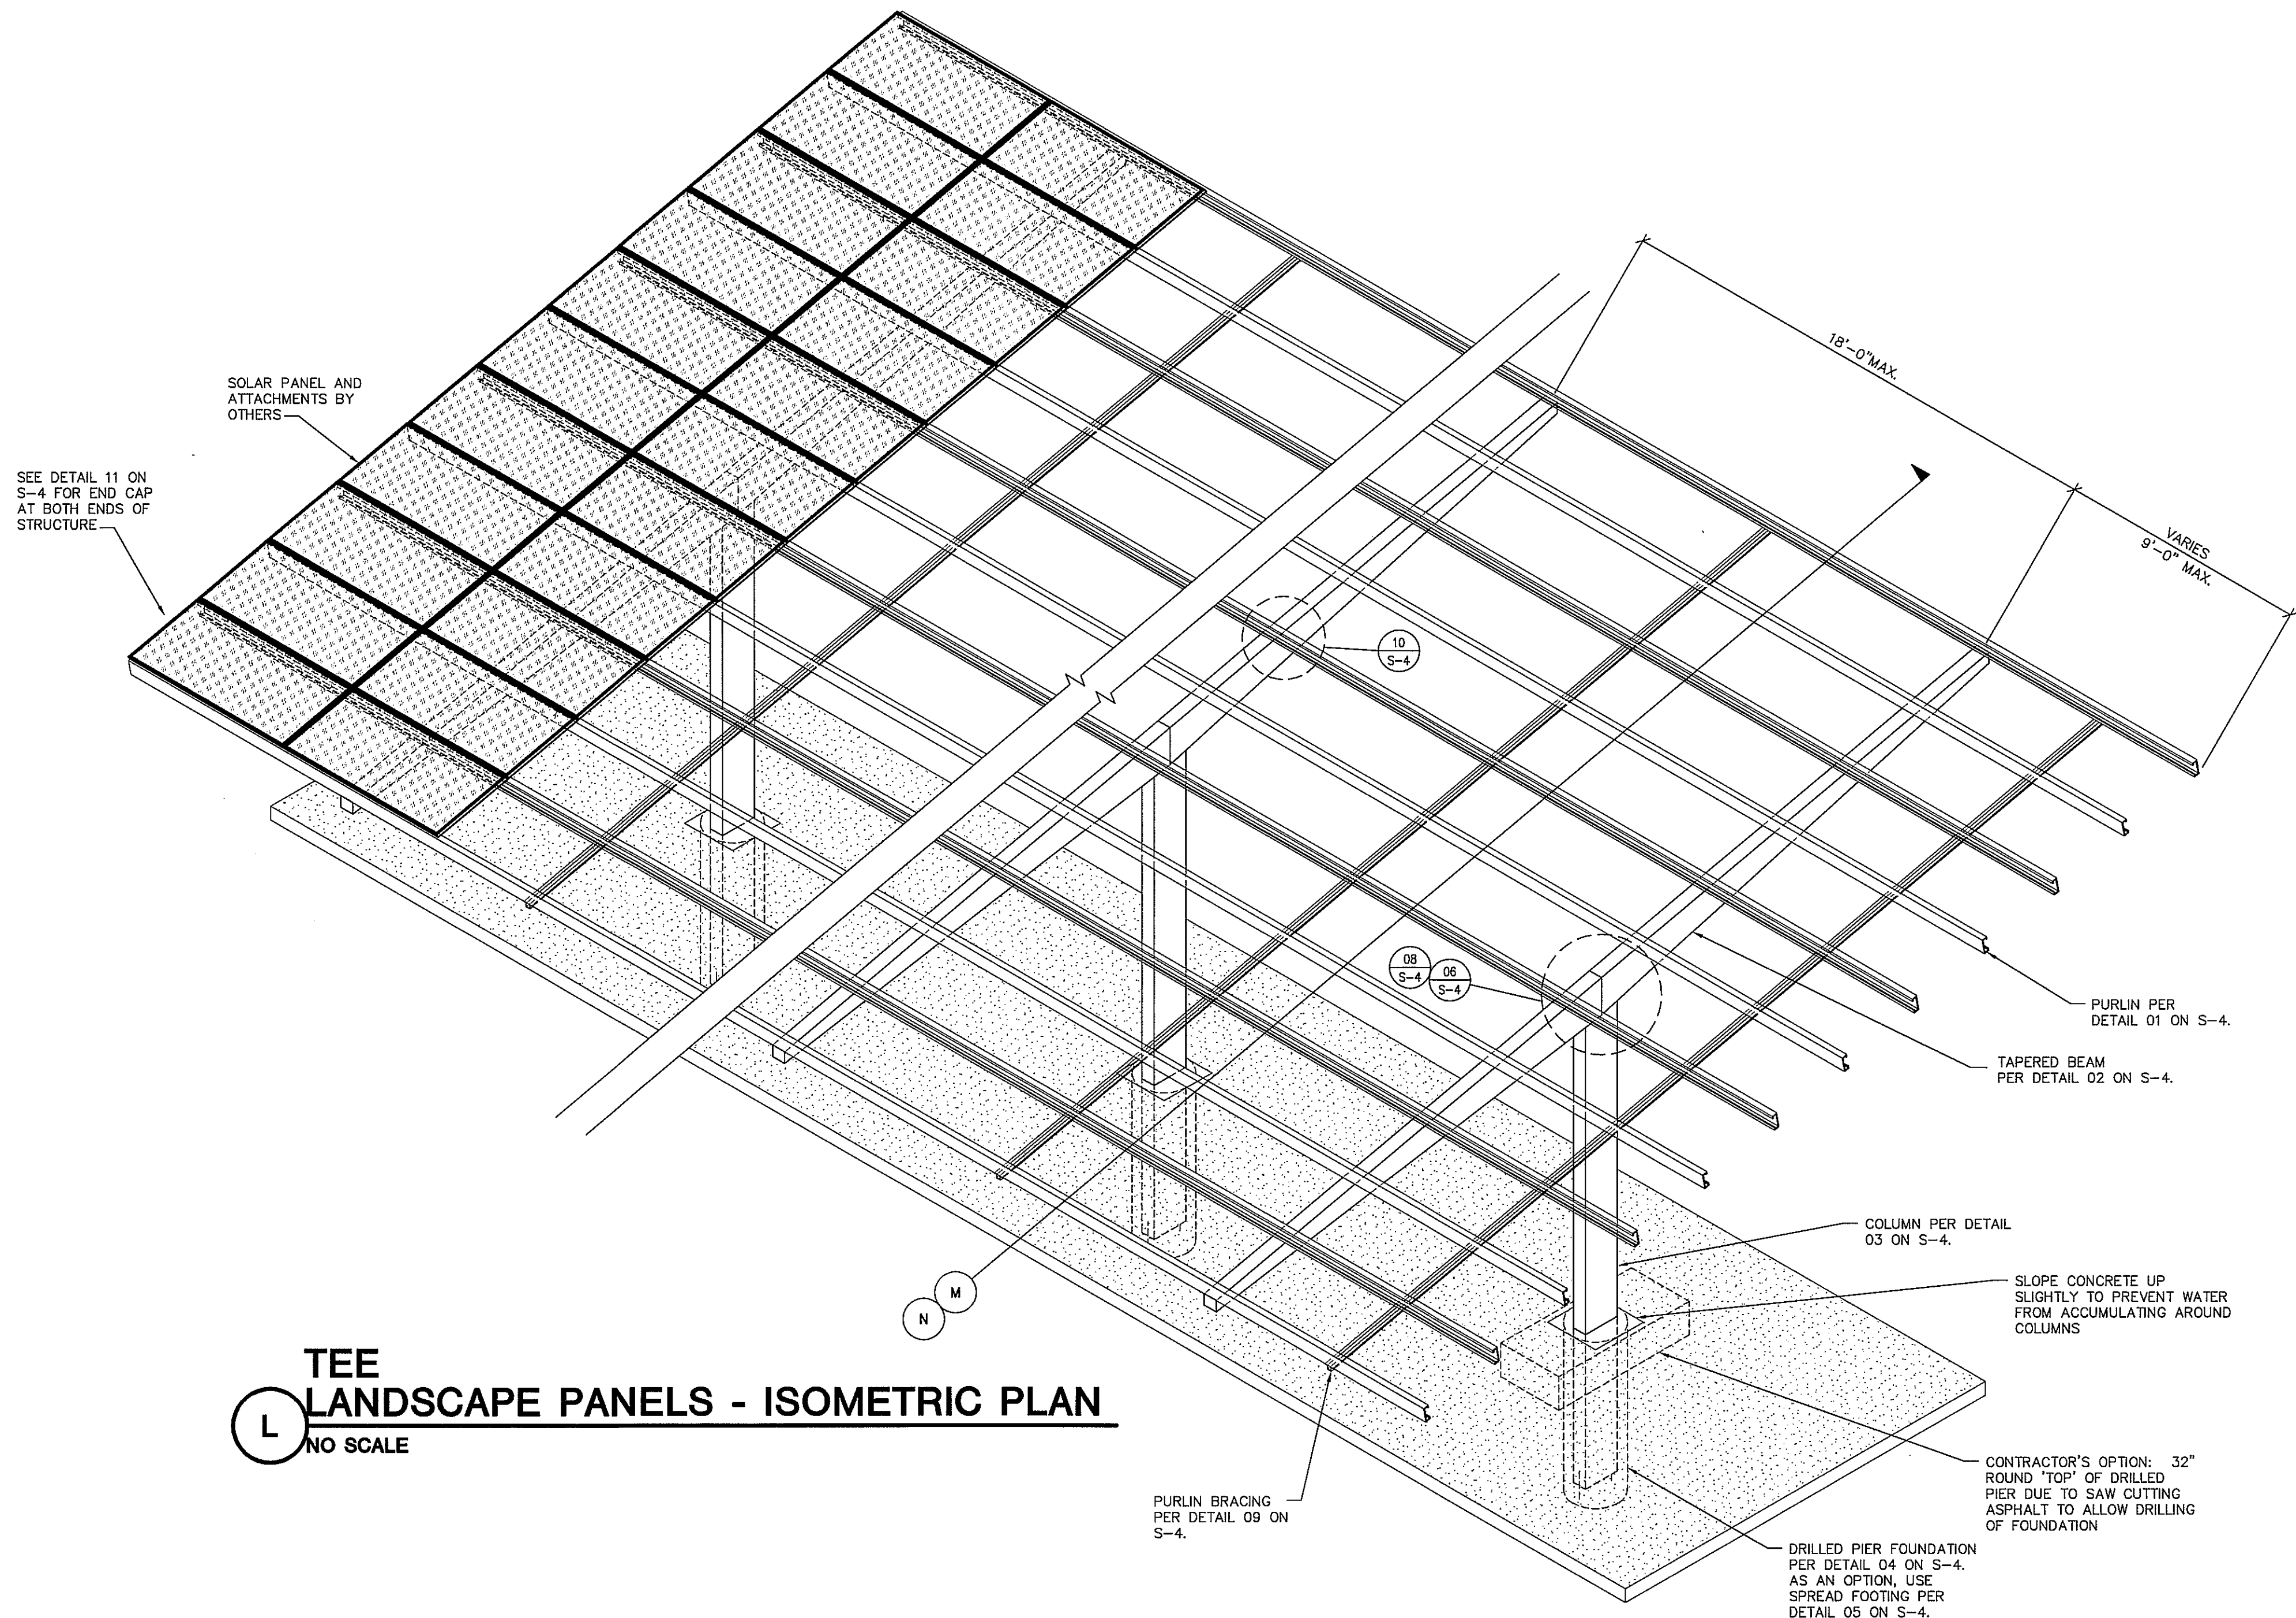 18'-0"MAX.
VARIES
9'-0" MAX.
SOLAR PANEL AND
ATTACHMENTS BY
OTHERS
SEE DETAIL 11 ON
S-4 FOR END CAP
AT BOTH ENDS OF
STRUCTURE
10
S-4
08
S-4
06
S-4
PURLIN PER
DETAIL 01 ON S-4.
TAPERED BEAM
PER DETAIL 02 ON S-4.
COLUMN PER DETAIL
03 ON S-4.
SLOPE CONCRETE UP
SLIGHTLY TO PREVENT WATER
FROM ACCUMULATING AROUND
COLUMNS
M
N
TEE
LANDSCAPE PANELS - ISOMETRIC PLAN
L
NO SCALE
PURLIN BRACING
PER DETAIL 09 ON
S-4.
CONTRACTOR'S OPTION: 32"
ROUND 'TOP' OF DRILLED
PIER DUE TO SAW CUTTING
ASPHALT TO ALLOW DRILLING
OF FOUNDATION
DRILLED PIER FOUNDATION
PER DETAIL 04 ON S-4.
AS AN OPTION, USE
SPREAD FOOTING PER
DETAIL 05 ON S-4.